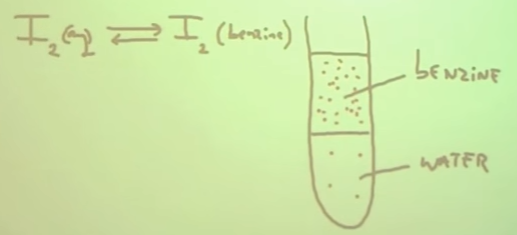 I₂(aq) ⇌ I₂ (benzine)
benzine
WATER